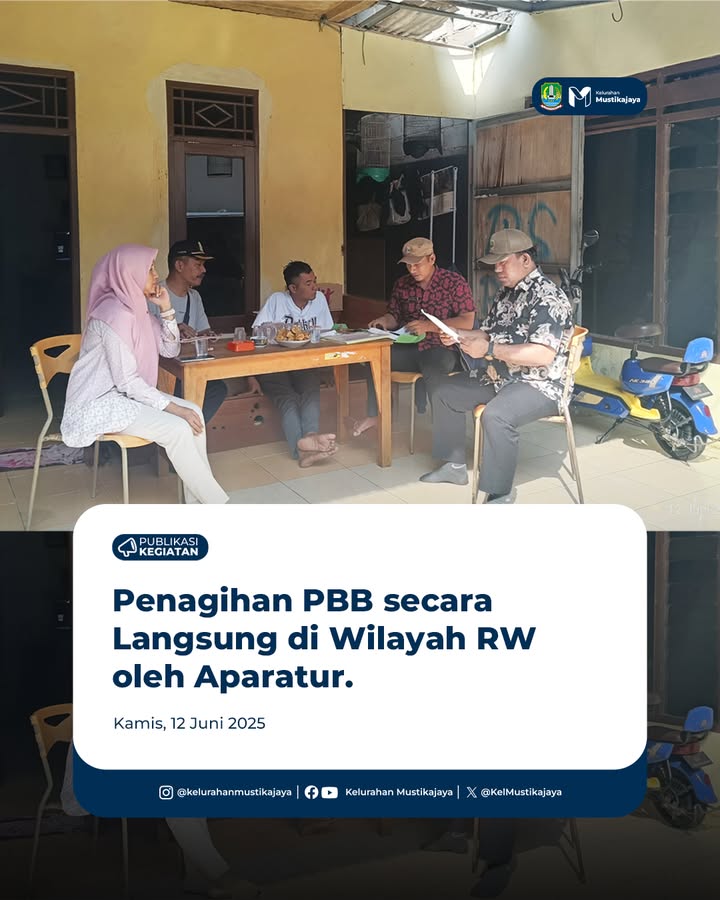 Kelurahan
Mustikajaya
PUBLIKASI
KEGIATAN
Penagihan PBB secara
Langsung di Wilayah RW
oleh Aparatur.
Kamis, 12 Juni 2025
@kelurahanmustikajaya | Kelurahan Mustikajaya | @KelMustikajaya